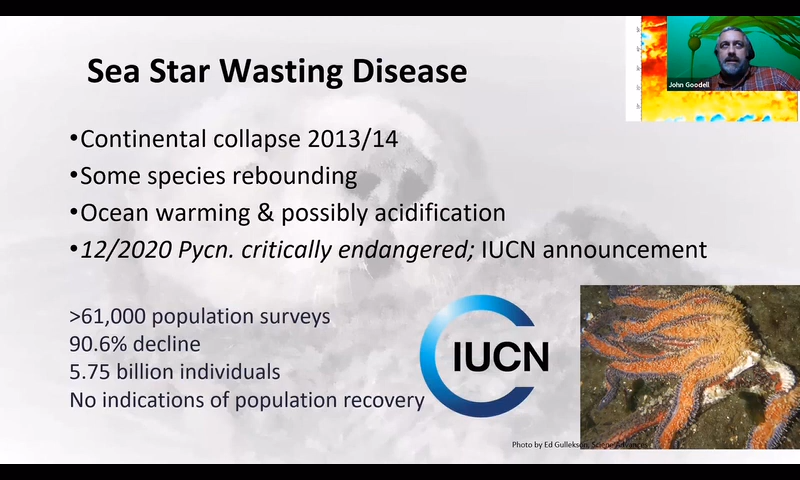 Sea Star Wasting Disease
John Goodell
•Continental collapse 2013/14
•Some species rebounding
•Ocean warming & possibly acidification
•12/2020 Pycn. critically endangered; IUCN announcement
>61,000 population surveys
90.6% decline
5.75 billion individuals
No indications of population recovery
IUCN
Photo by Ed Gullekson,